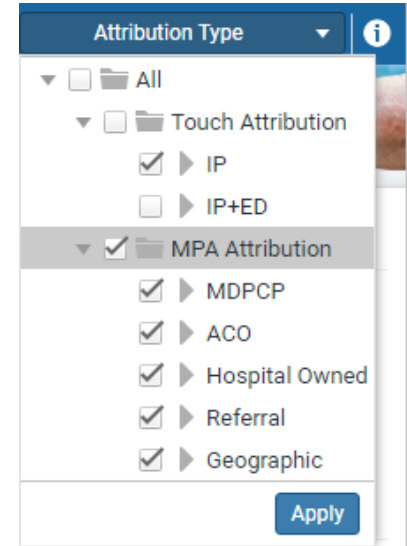 Attribution Type
All
Touch Attribution
IP
IP+ED
MPA Attribution
MDPCP
ACO
Hospital Owned
Referral
Geographic
Apply